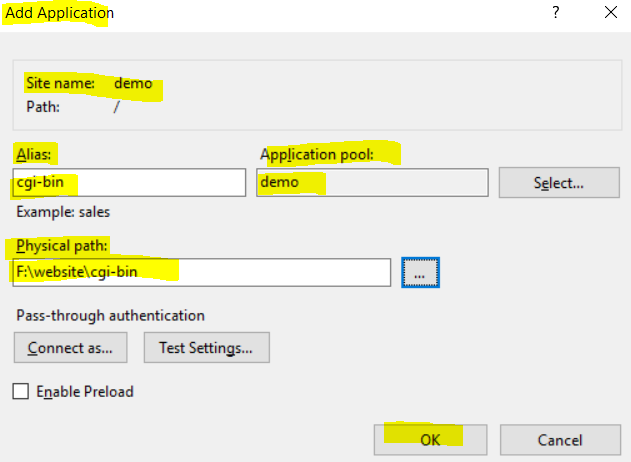 Add Application
?
Site name: demo
Path: /
Alias: Application pool:
cgi-bin demo Select...
Example: sales
Physical path:
F:\website\cgi-bin ...
Pass-through authentication
Connect as... Test Settings...
Enable Preload
OK Cancel